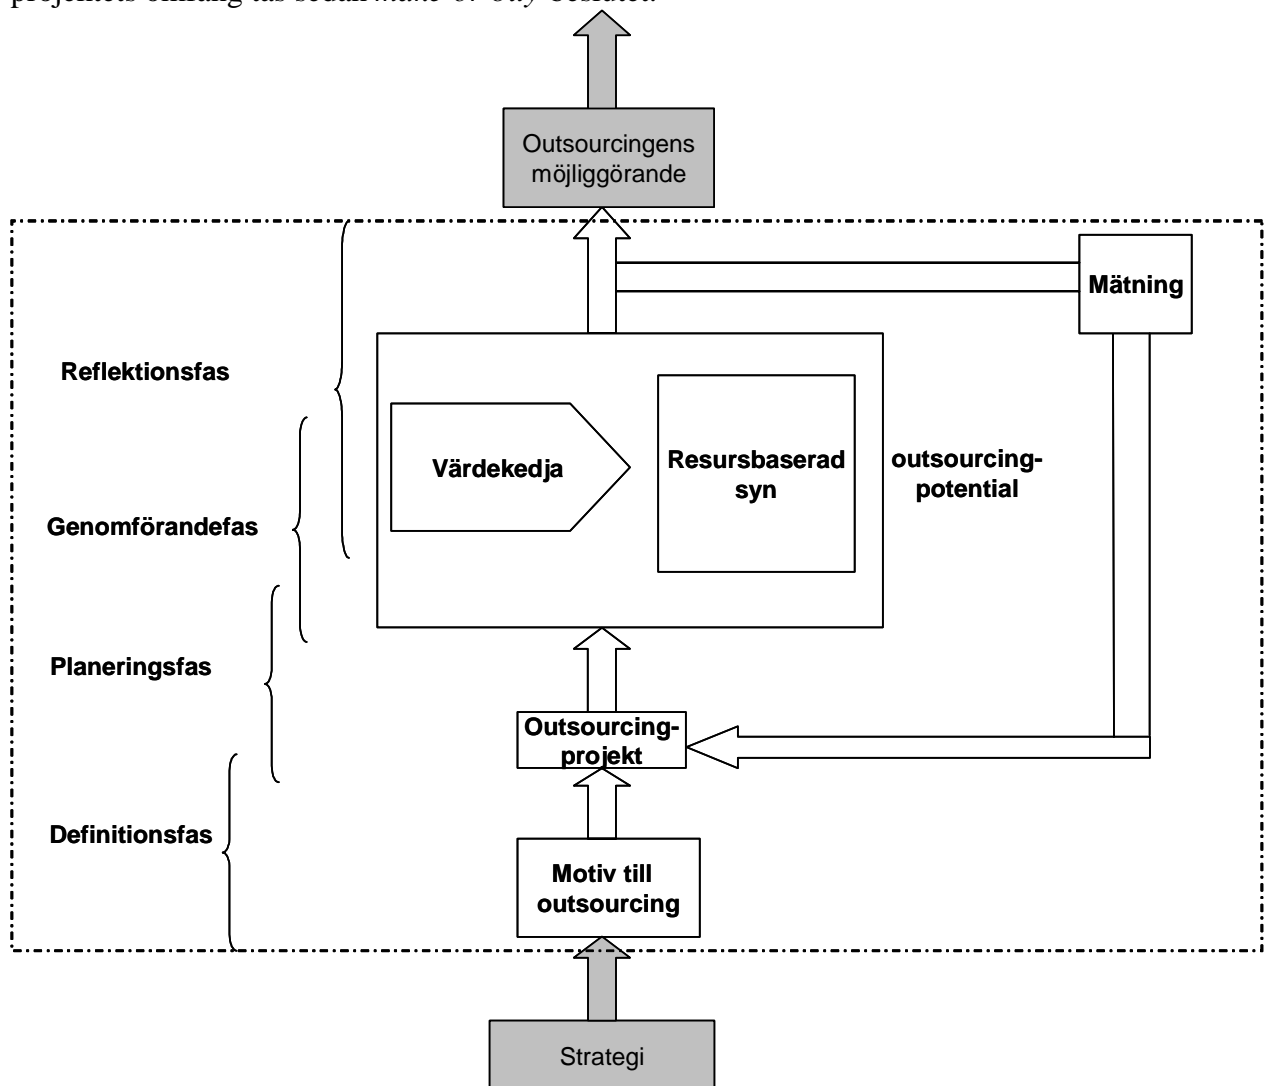 projektets omfång tas sedan make-or-buy-beslutet.
Outsourcingens
möjliggörande
Mätning
Reflektionsfas
Värdekedja
Resursbaserad
syn
outsourcing-
potential
Genomförandefas
Planeringsfas
Outsourcing-
projekt
Definitionsfas
Motiv till
outsourcing
Strategi